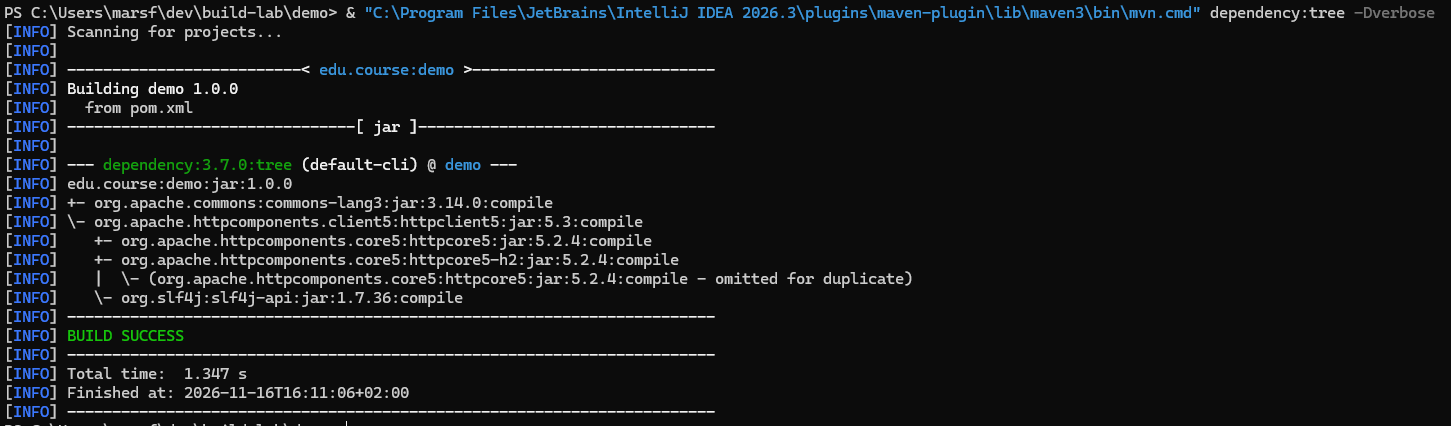 PS C:\Users\marsf\dev\build-lab\demo> & "C:\Program Files\JetBrains\IntelliJ IDEA 2026.3\plugins\maven-plugin\lib\maven3\bin\mvn.cmd" dependency:tree -Dverbose
[INFO] Scanning for projects...
[INFO]
[INFO] --------------------------< edu.course:demo >---------------------------
[INFO] Building demo 1.0.0
[INFO]   from pom.xml
[INFO] --------------------------------[ jar ]---------------------------------
[INFO]
[INFO] --- dependency:3.7.0:tree (default-cli) @ demo ---
[INFO] edu.course:demo:jar:1.0.0
[INFO] +- org.apache.commons:commons-lang3:jar:3.14.0:compile
[INFO] \- org.apache.httpcomponents.client5:httpclient5:jar:5.3:compile
[INFO]    +- org.apache.httpcomponents.core5:httpcore5:jar:5.2.4:compile
[INFO]    +- org.apache.httpcomponents.core5:httpcore5-h2:jar:5.2.4:compile
[INFO]    |  \- (org.apache.httpcomponents.core5:httpcore5:jar:5.2.4:compile - omitted for duplicate)
[INFO]    \- org.slf4j:slf4j-api:jar:1.7.36:compile
[INFO] ------------------------------------------------------------------------
[INFO] BUILD SUCCESS
[INFO] ------------------------------------------------------------------------
[INFO] Total time:  1.347 s
[INFO] Finished at: 2026-11-16T16:11:06+02:00
[INFO] ------------------------------------------------------------------------